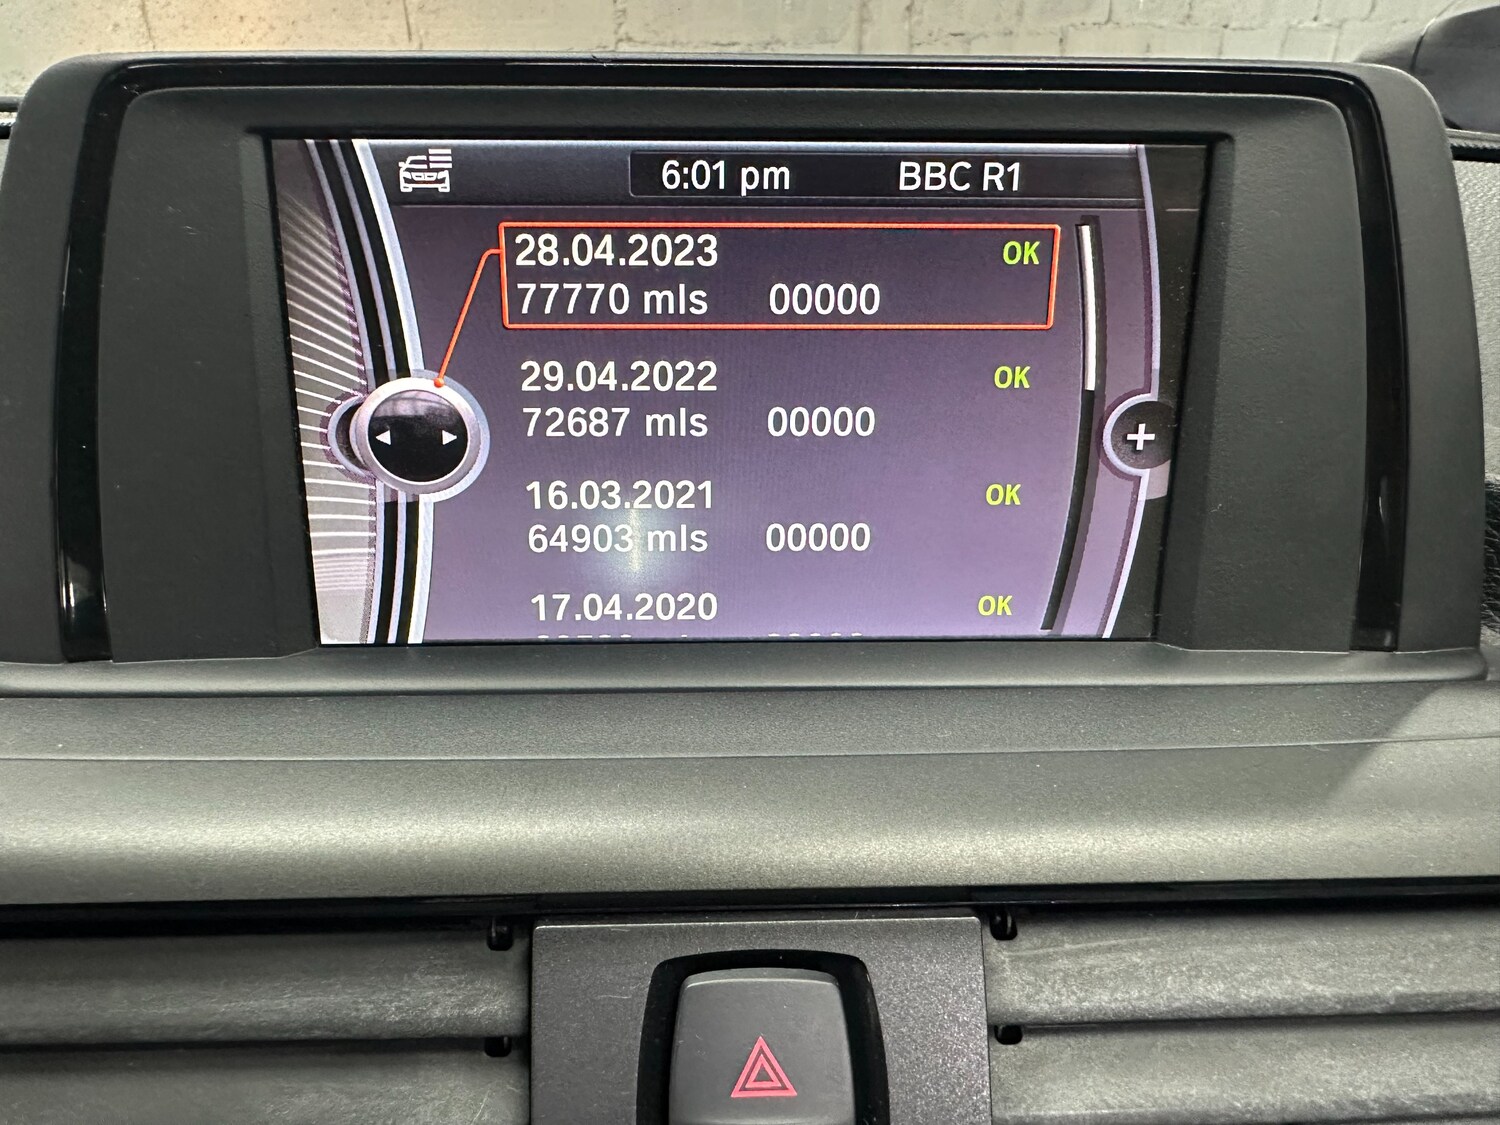 6:01 pm BBC R1
28.04.2023 OK
77770 mls 00000
29.04.2022 OK
72687 mls 00000
16.03.2021 OK
64903 mls 00000
17.04.2020 OK